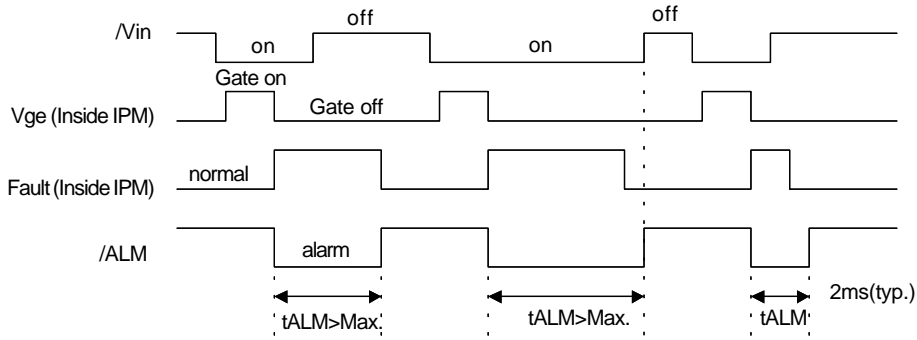 off
off
/Vin
on
on
Gate on
Vge (Inside IPM)
Gate off
normal
Fault (Inside IPM)
/ALM
alarm
2ms(typ.)
tALM>Max.
tALM>Max.
tALM